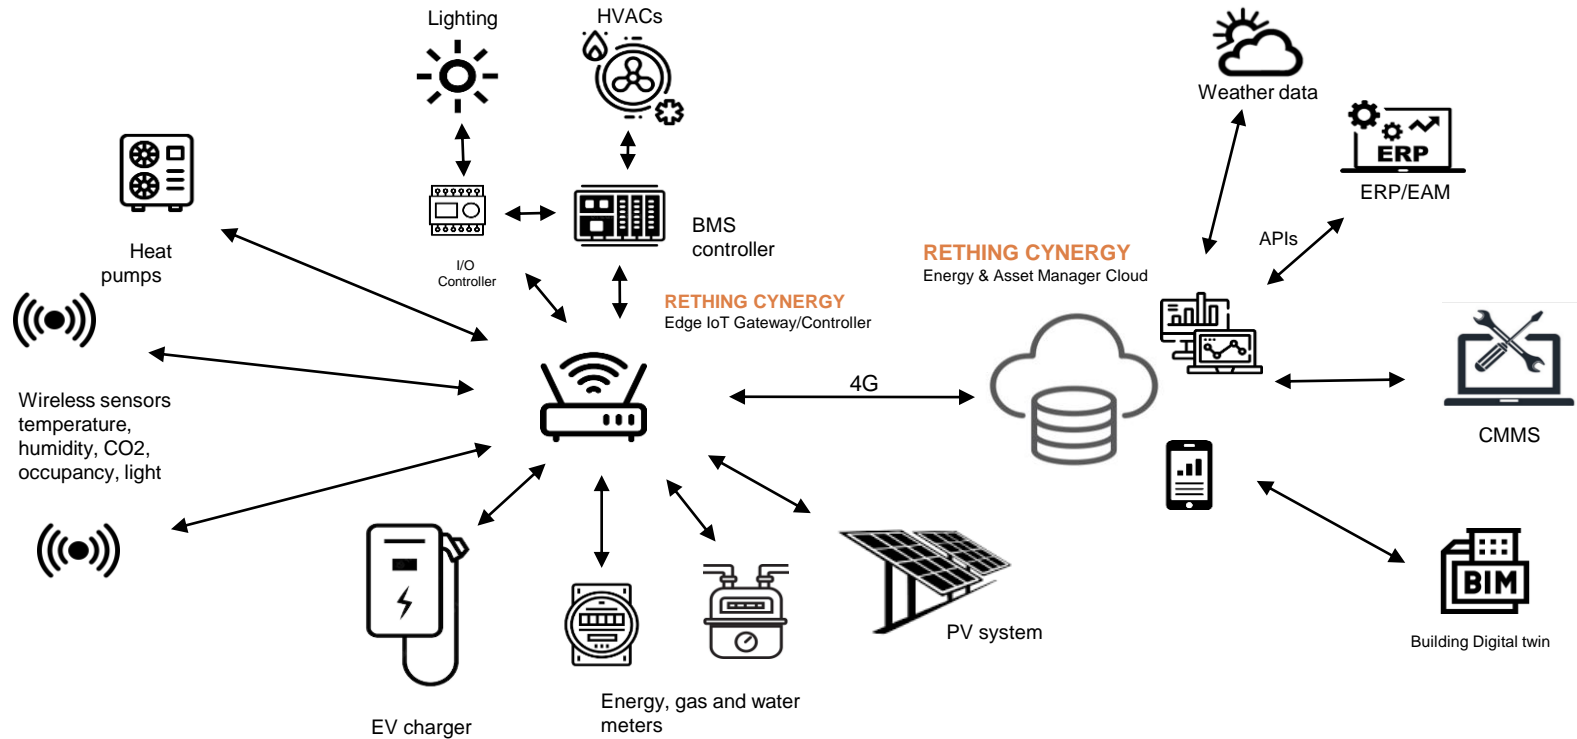 Lighting
HVACs
Weather data
ERP
ERP/EAM
Heat
pumps
I/O
Controller
BMS
controller
RETHING CYNERGY
Edge IoT Gateway/Controller
RETHING CYNERGY
Energy & Asset Manager Cloud
APIs
4G
CMMS
Wireless sensors
temperature,
humidity, CO2,
occupancy, light
EV charger
Energy, gas and water
meters
PV system
BIM
Building Digital twin